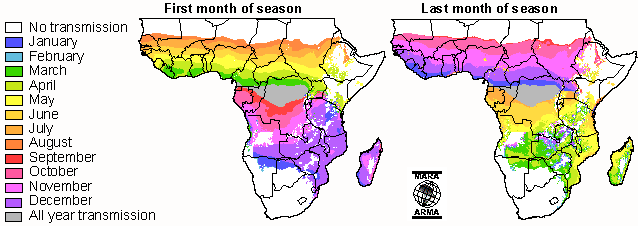 First month of season
Last month of season
No transmission
January
February
March
April
May
June
July
August
September
October
November
December
All year transmission
MARA
ARMA